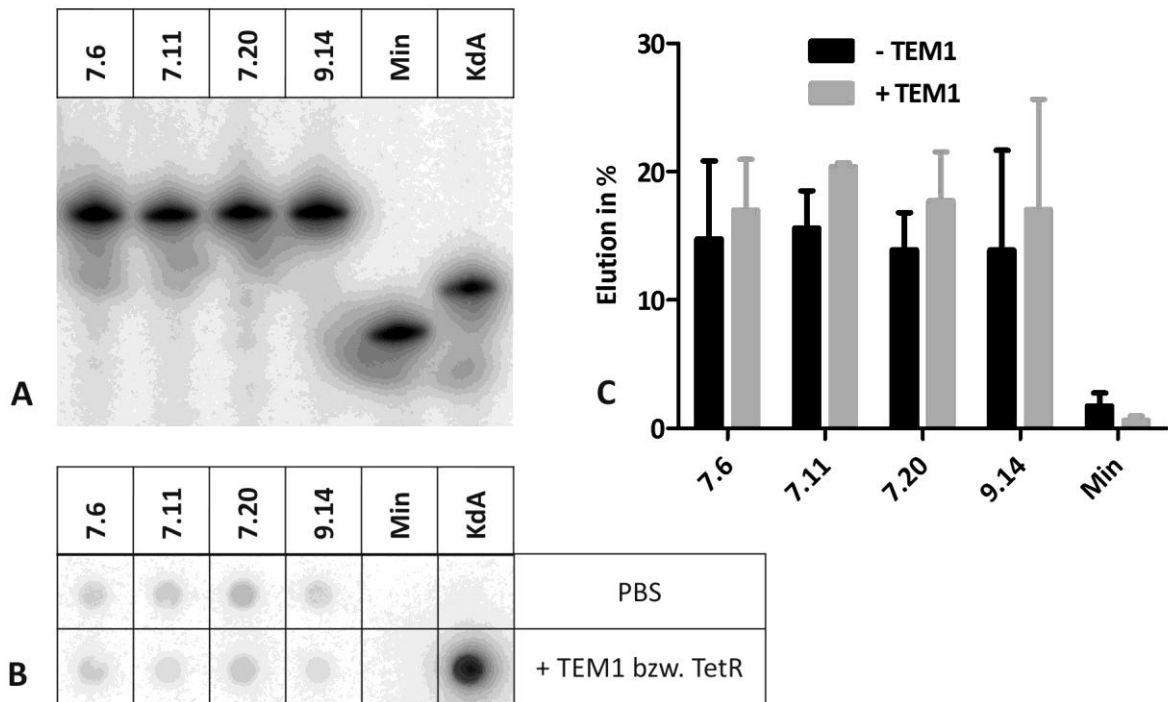 7.6 7.11 7.20 9.14 Min KdA
A
7.6 7.11 7.20 9.14 Min KdA
PBS
+ TEM1 bzw. TetR
B
- TEM1
+ TEM1
Elution in %
30
20
10
0
7.6 7.11 7.20 9.14 Min
C